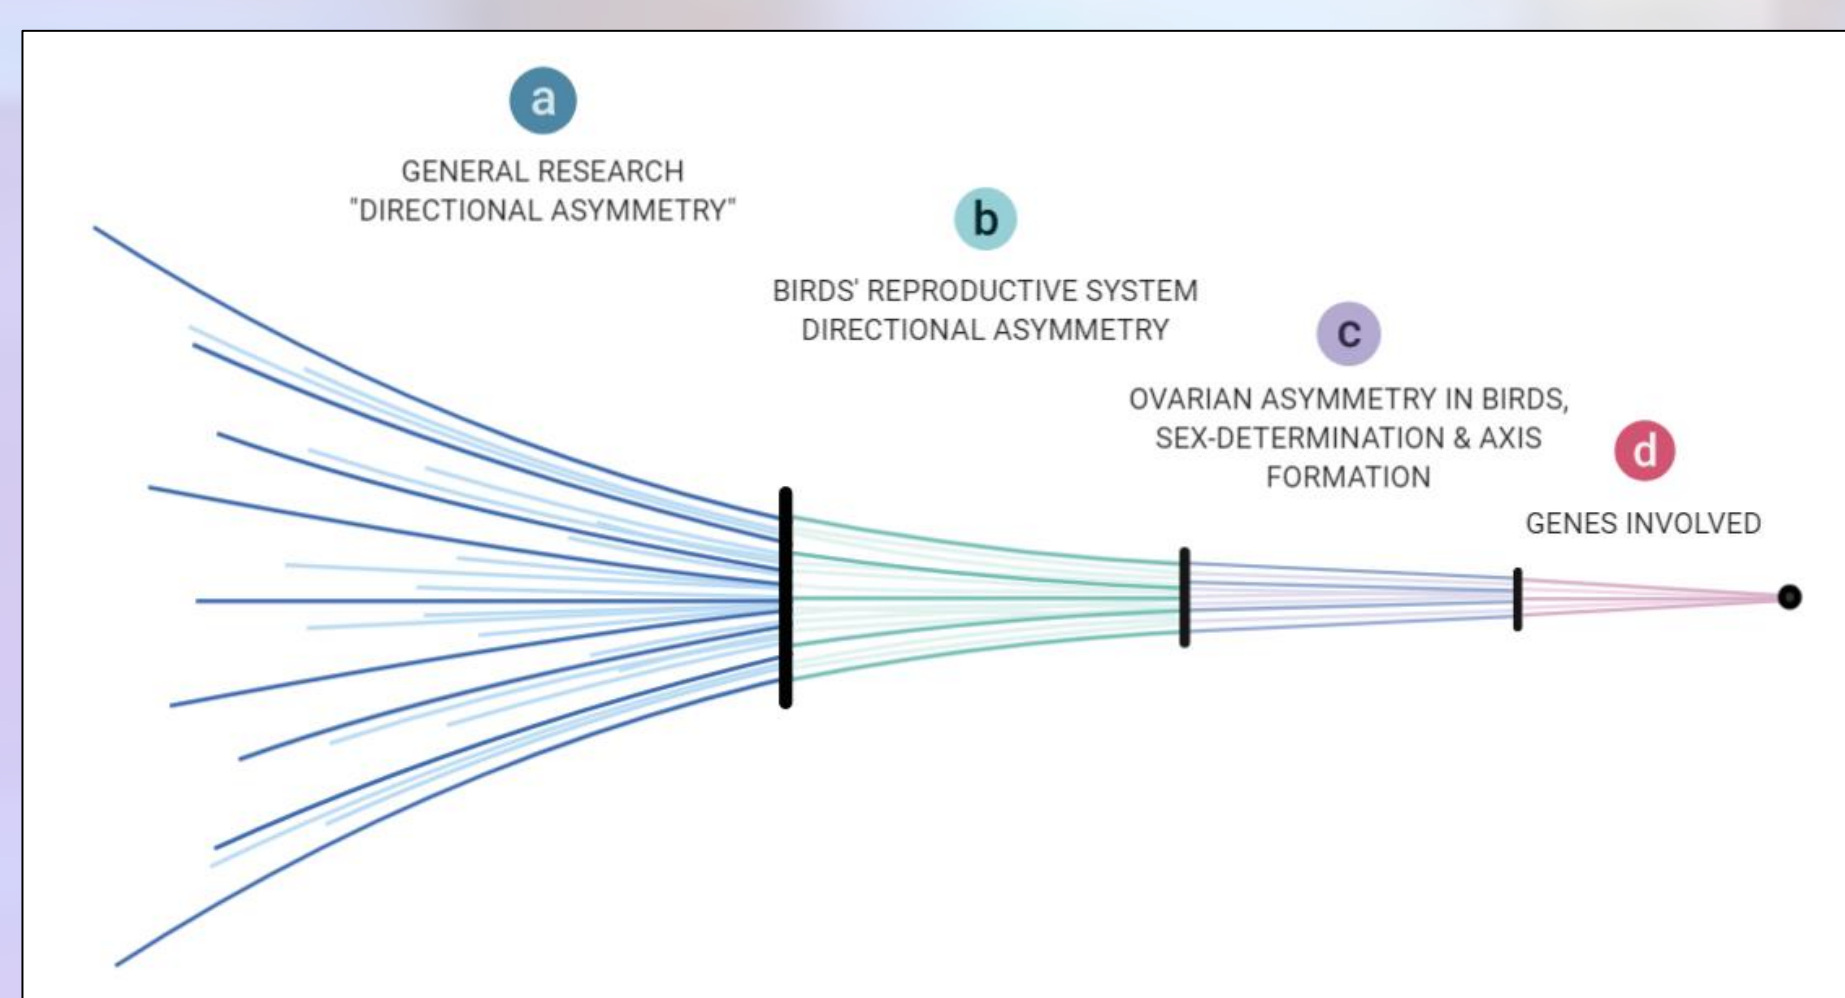 a
GENERAL RESEARCH
"DIRECTIONAL ASYMMETRY"
b
BIRDS' REPRODUCTIVE SYSTEM
DIRECTIONAL ASYMMETRY
c
OVARIAN ASYMMETRY IN BIRDS,
SEX-DETERMINATION & AXIS
FORMATION
d
GENES INVOLVED